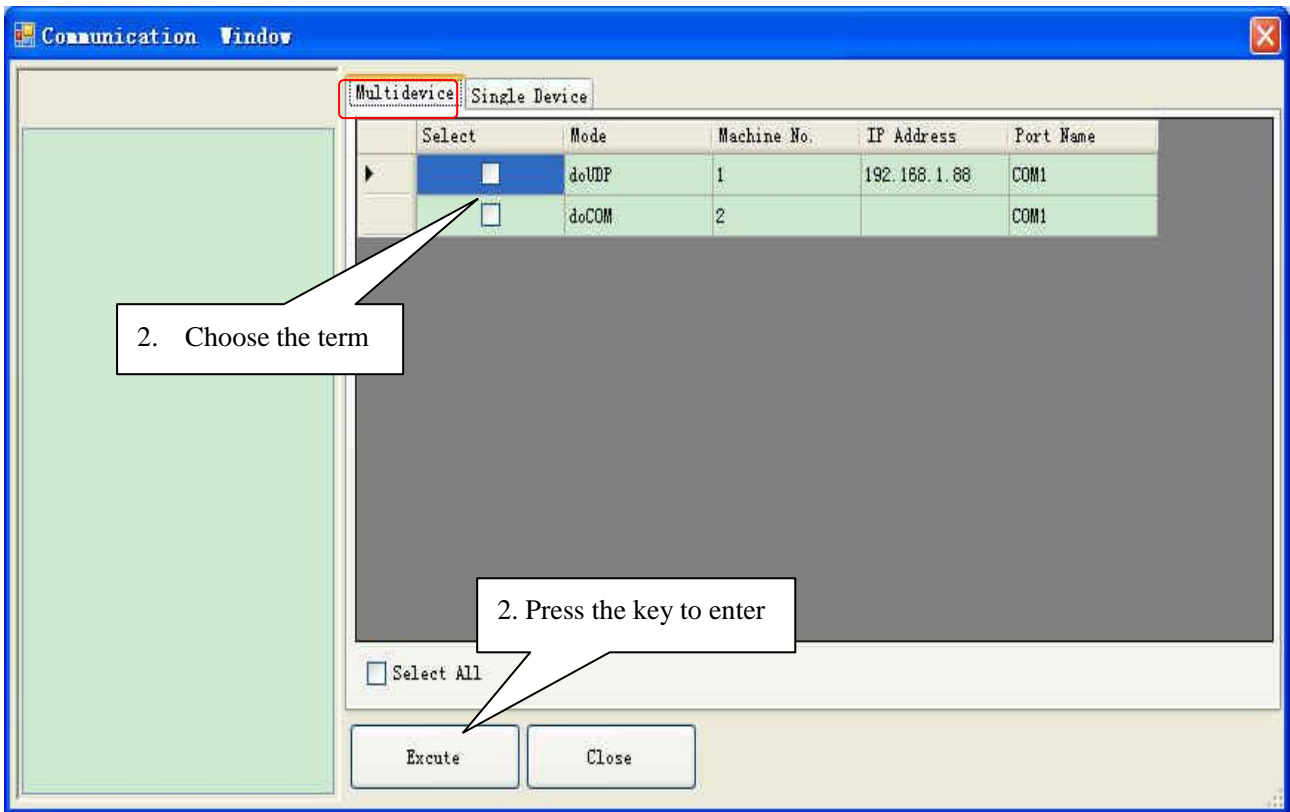 Communication Window
Multidevice Single Device
Select Mode Machine No. IP Address Port Name
doUDP 1 192.168.1.88 COM1
doCOM 2 COM1
2. Choose the term
2. Press the key to enter
Select All
Excute Close